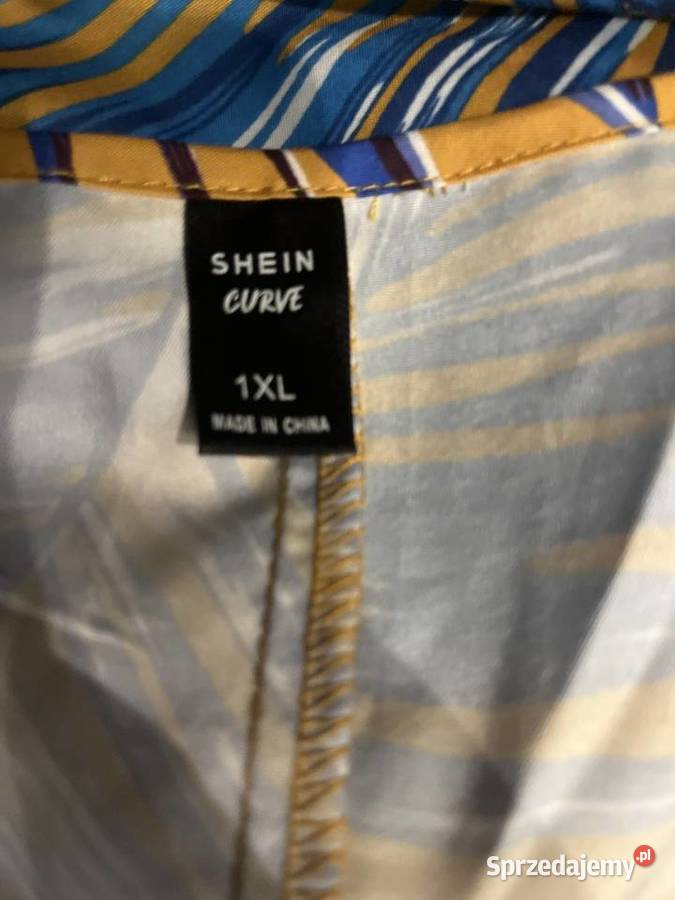 SHEIN
CURVE
1XL
MADE IN CHINA
Sprzedajemy.pl